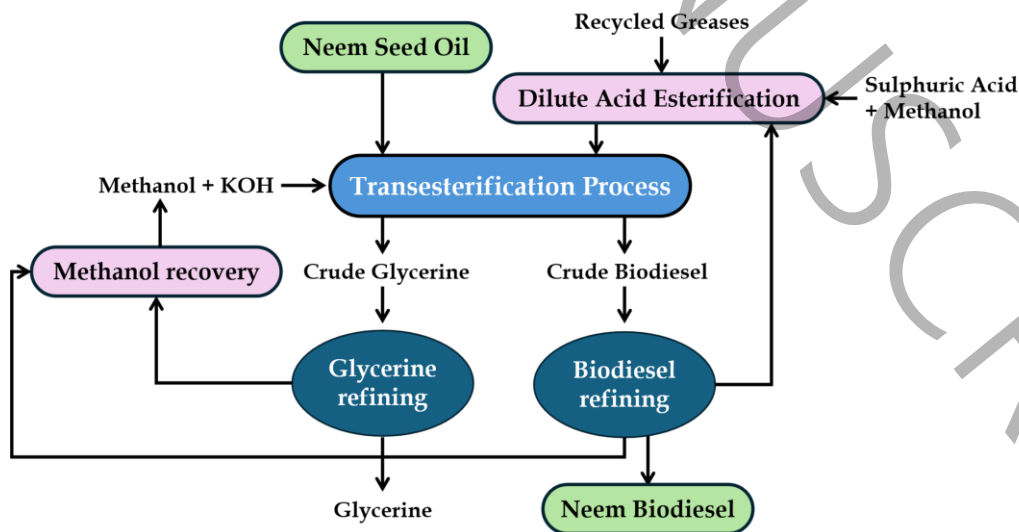 Recycled Greases
Neem Seed Oil
Dilute Acid Esterification
Sulphuric Acid
+ Methanol
Methanol + KOH
Transesterification Process
Methanol recovery
Crude Glycerine
Crude Biodiesel
Glycerine
refining
Biodiesel
refining
Glycerine
Neem Biodiesel